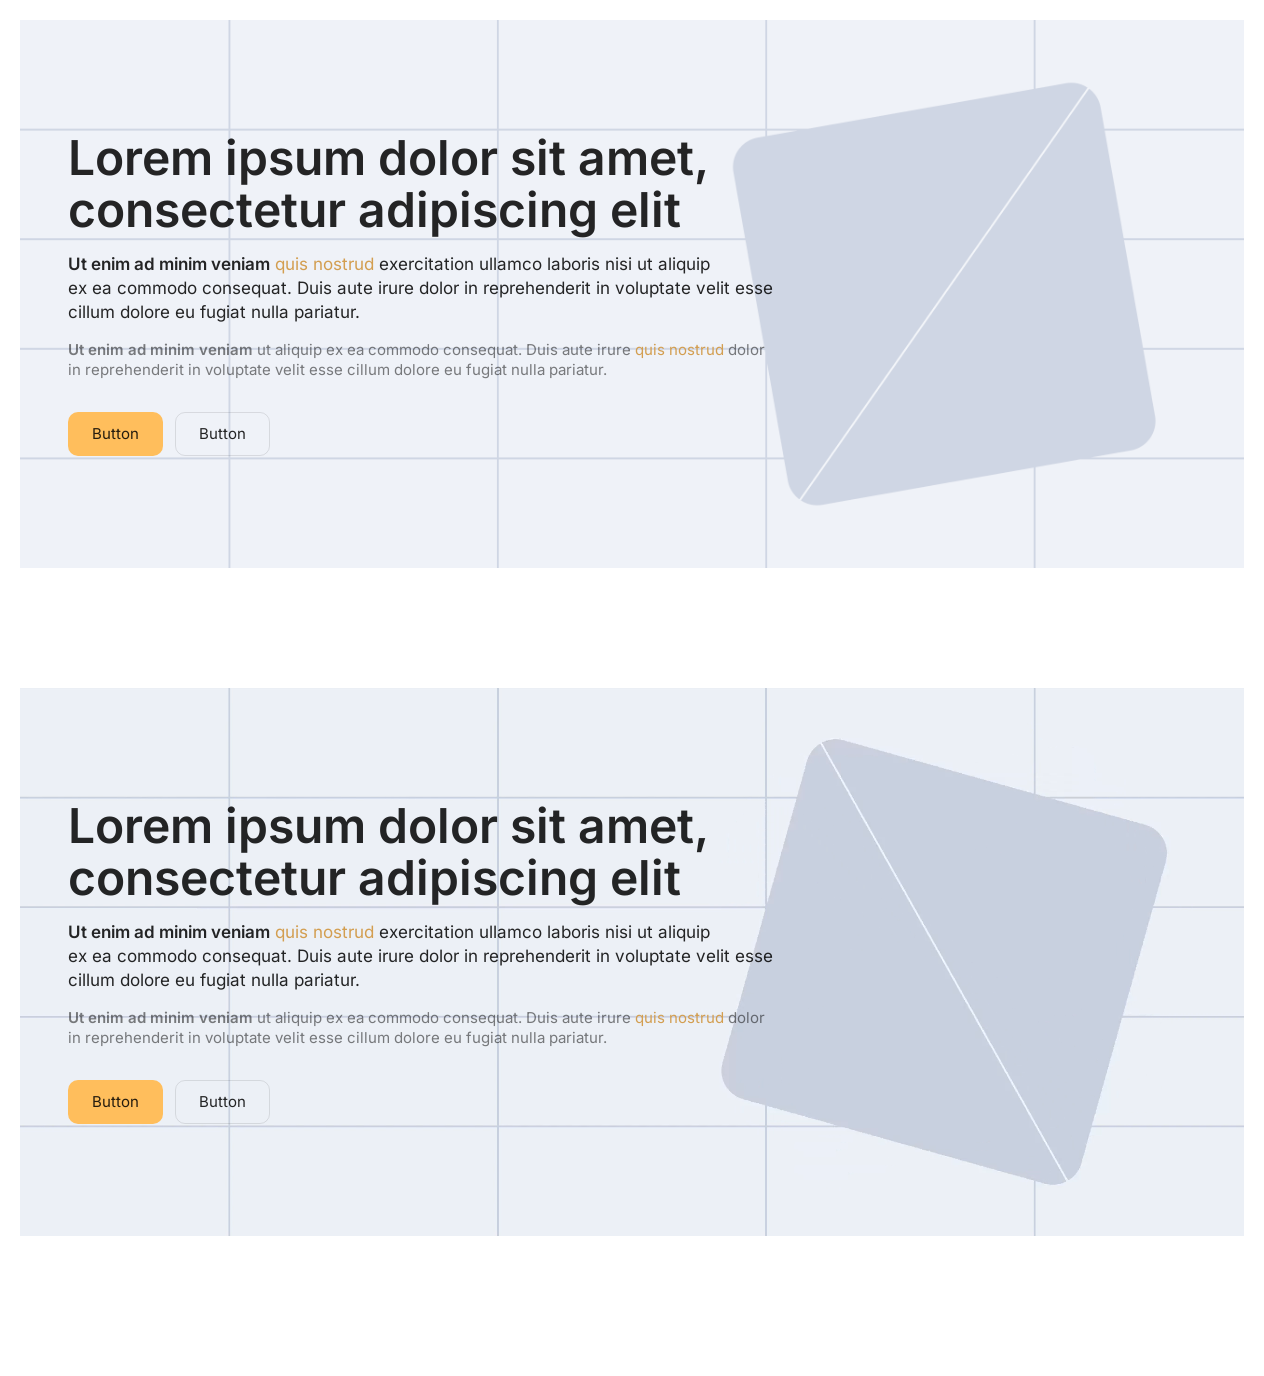 Lorem ipsum dolor sit amet,
consectetur adipiscing elit
Ut enim ad minim veniam quis nostrud exercitation ullamco laboris nisi ut aliquip
ex ea commodo consequat. Duis aute irure dolor in reprehenderit in voluptate velit esse
cillum dolore eu fugiat nulla pariatur.
Ut enim ad minim veniam ut aliquip ex ea commodo consequat. Duis aute irure quis nostrud dolor
in reprehenderit in voluptate velit esse cillum dolore eu fugiat nulla pariatur.
Button Button
Lorem ipsum dolor sit amet,
consectetur adipiscing elit
Ut enim ad minim veniam quis nostrud exercitation ullamco laboris nisi ut aliquip
ex ea commodo consequat. Duis aute irure dolor in reprehenderit in voluptate velit esse
cillum dolore eu fugiat nulla pariatur.
Ut enim ad minim veniam ut aliquip ex ea commodo consequat. Duis aute irure quis nostrud dolor
in reprehenderit in voluptate velit esse cillum dolore eu fugiat nulla pariatur.
Button Button